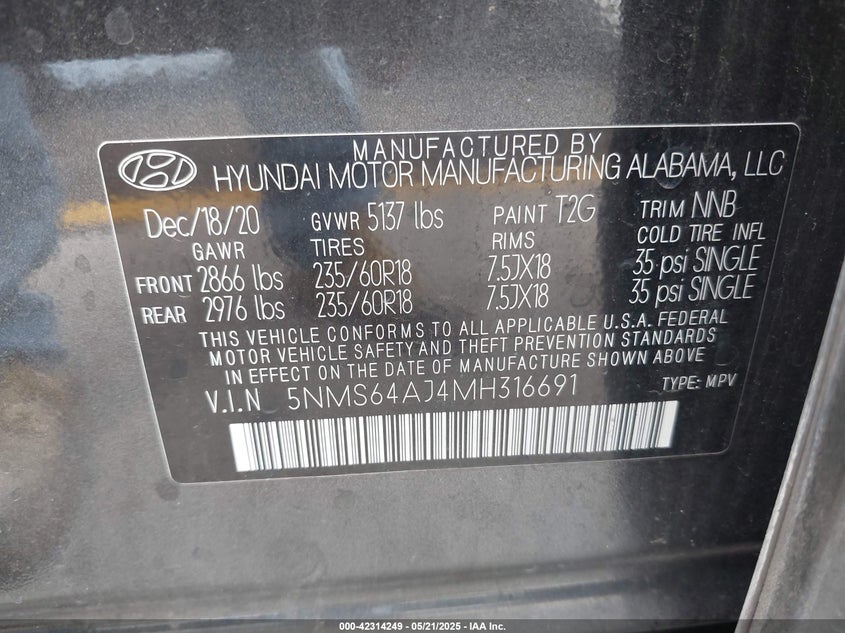 MANUFACTURED BY
HYUNDAI MOTOR MANUFACTURING ALABAMA, LLC
Dec/18/20 GVWR 5137 lbs PAINT T2G TRIM NNB
GAWR TIRES RIMS COLD TIRE INFL
FRONT 2866 lbs 235/60R18 7.5JX18 35 psi SINGLE
REAR 2976 lbs 235/60R18 7.5JX18 35 psi SINGLE
THIS VEHICLE CONFORMS TO ALL APPLICABLE U.S.A. FEDERAL
MOTOR VEHICLE SAFETY AND THEFT PREVENTION STANDARDS
IN EFFECT ON THE DATE OF MANUFACTURE SHOWN ABOVE
V.I.N 5NMS64AJ4MH316691 TYPE: MPV
000-42314249 - 05/21/2025 - IAA Inc.